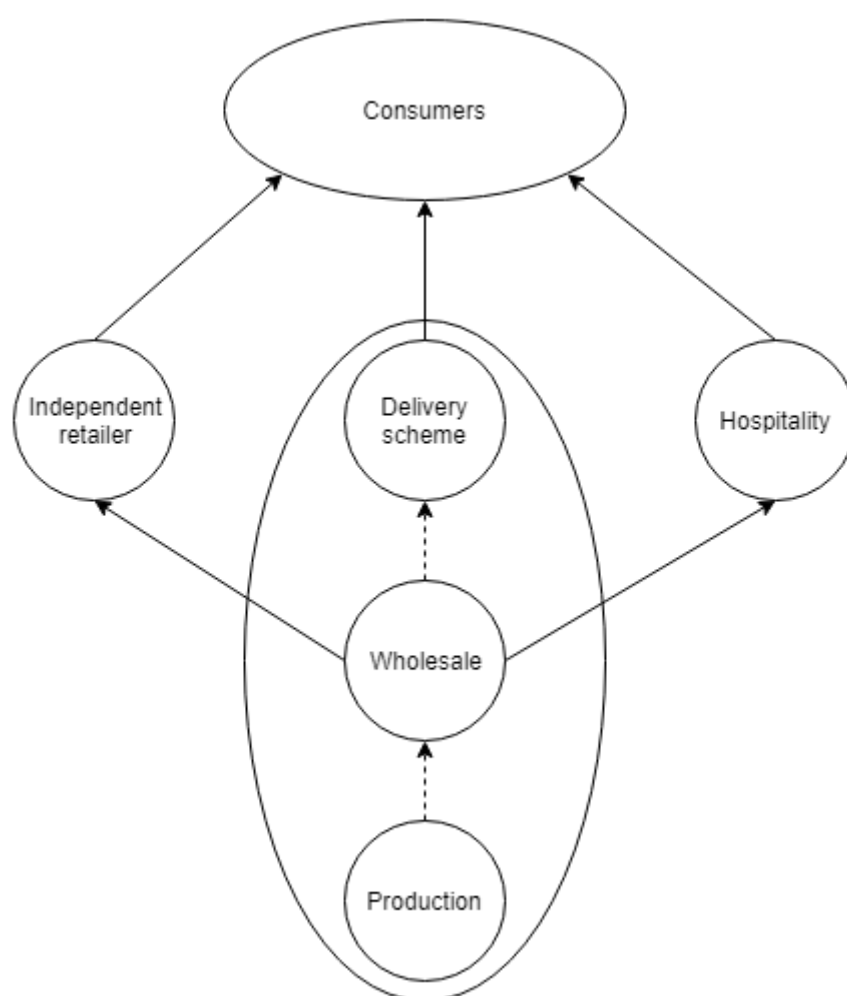 Consumers
Independent
retailer
Delivery
scheme
Hospitality
Wholesale
Production